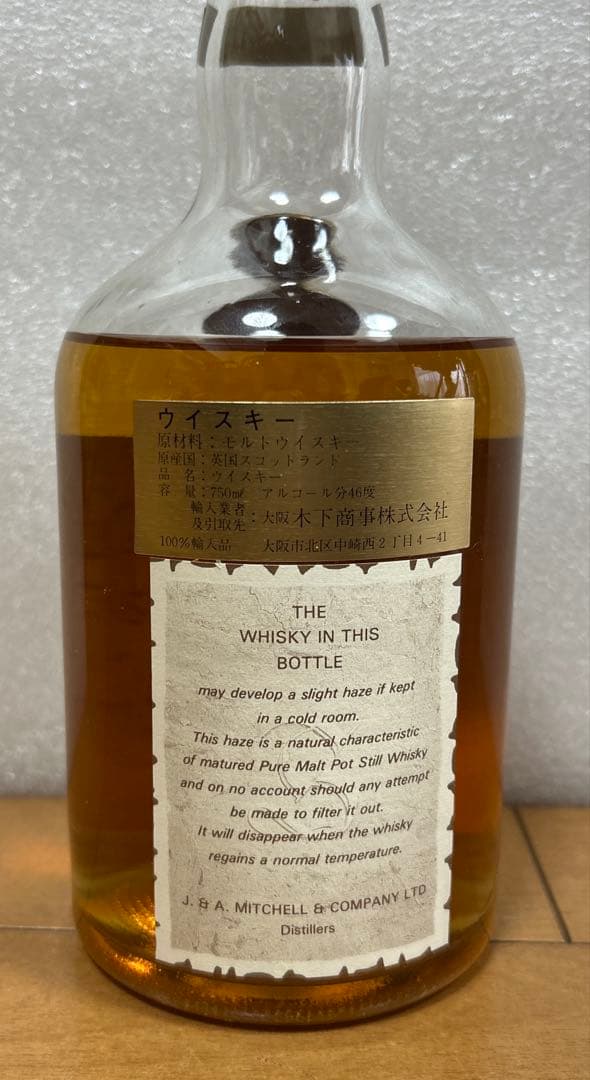 ウイスキー
原材料：モルトウイスキー
原産国：英国スコットランド
品　名：ウイスキー
容　量：750mℓ　アルコール分46度
輸入業者
及引取先：大阪 木下商事株式会社
100%輸入品　大阪市北区中崎西2丁目4-41
THE
WHISKY IN THIS
BOTTLE
may develop a slight haze if kept
in a cold room.
This haze is a natural characteristic
of matured Pure Malt Pot Still Whisky
and on no account should any attempt
be made to filter it out.
It will disappear when the whisky
regains a normal temperature.
J. & A. MITCHELL & COMPANY LTD
Distillers